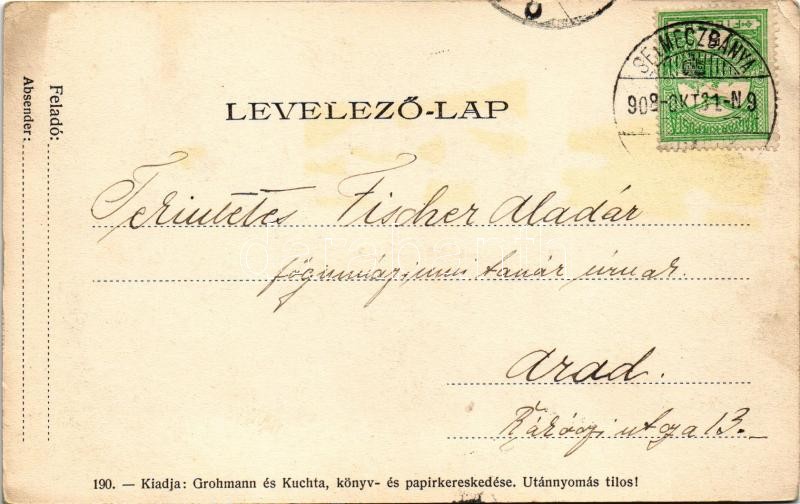 SELMECZBÁNYA
908-OKT 31-N 9
LEVELEZŐ-LAP
Feladó:
Absender:
Tekintetes Fischer Aladár
főgimnáziumi tanár úrnak
Arad.
Rákóczi utcza 13.
190. — Kiadja: Grohmann és Kuchta, könyv- és papirkereskedése. Utánnyomás tilos!